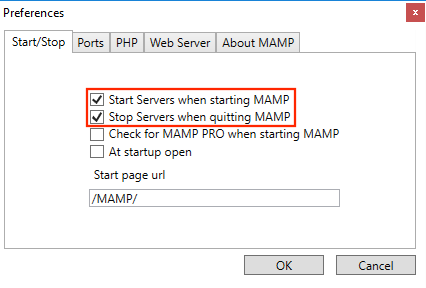 Preferences
x
Start/Stop
Ports
PHP
Web Server
About MAMP
Start Servers when starting MAMP
Stop Servers when quitting MAMP
Check for MAMP PRO when starting MAMP
At startup open
Start page url
/MAMP/
OK
Cancel